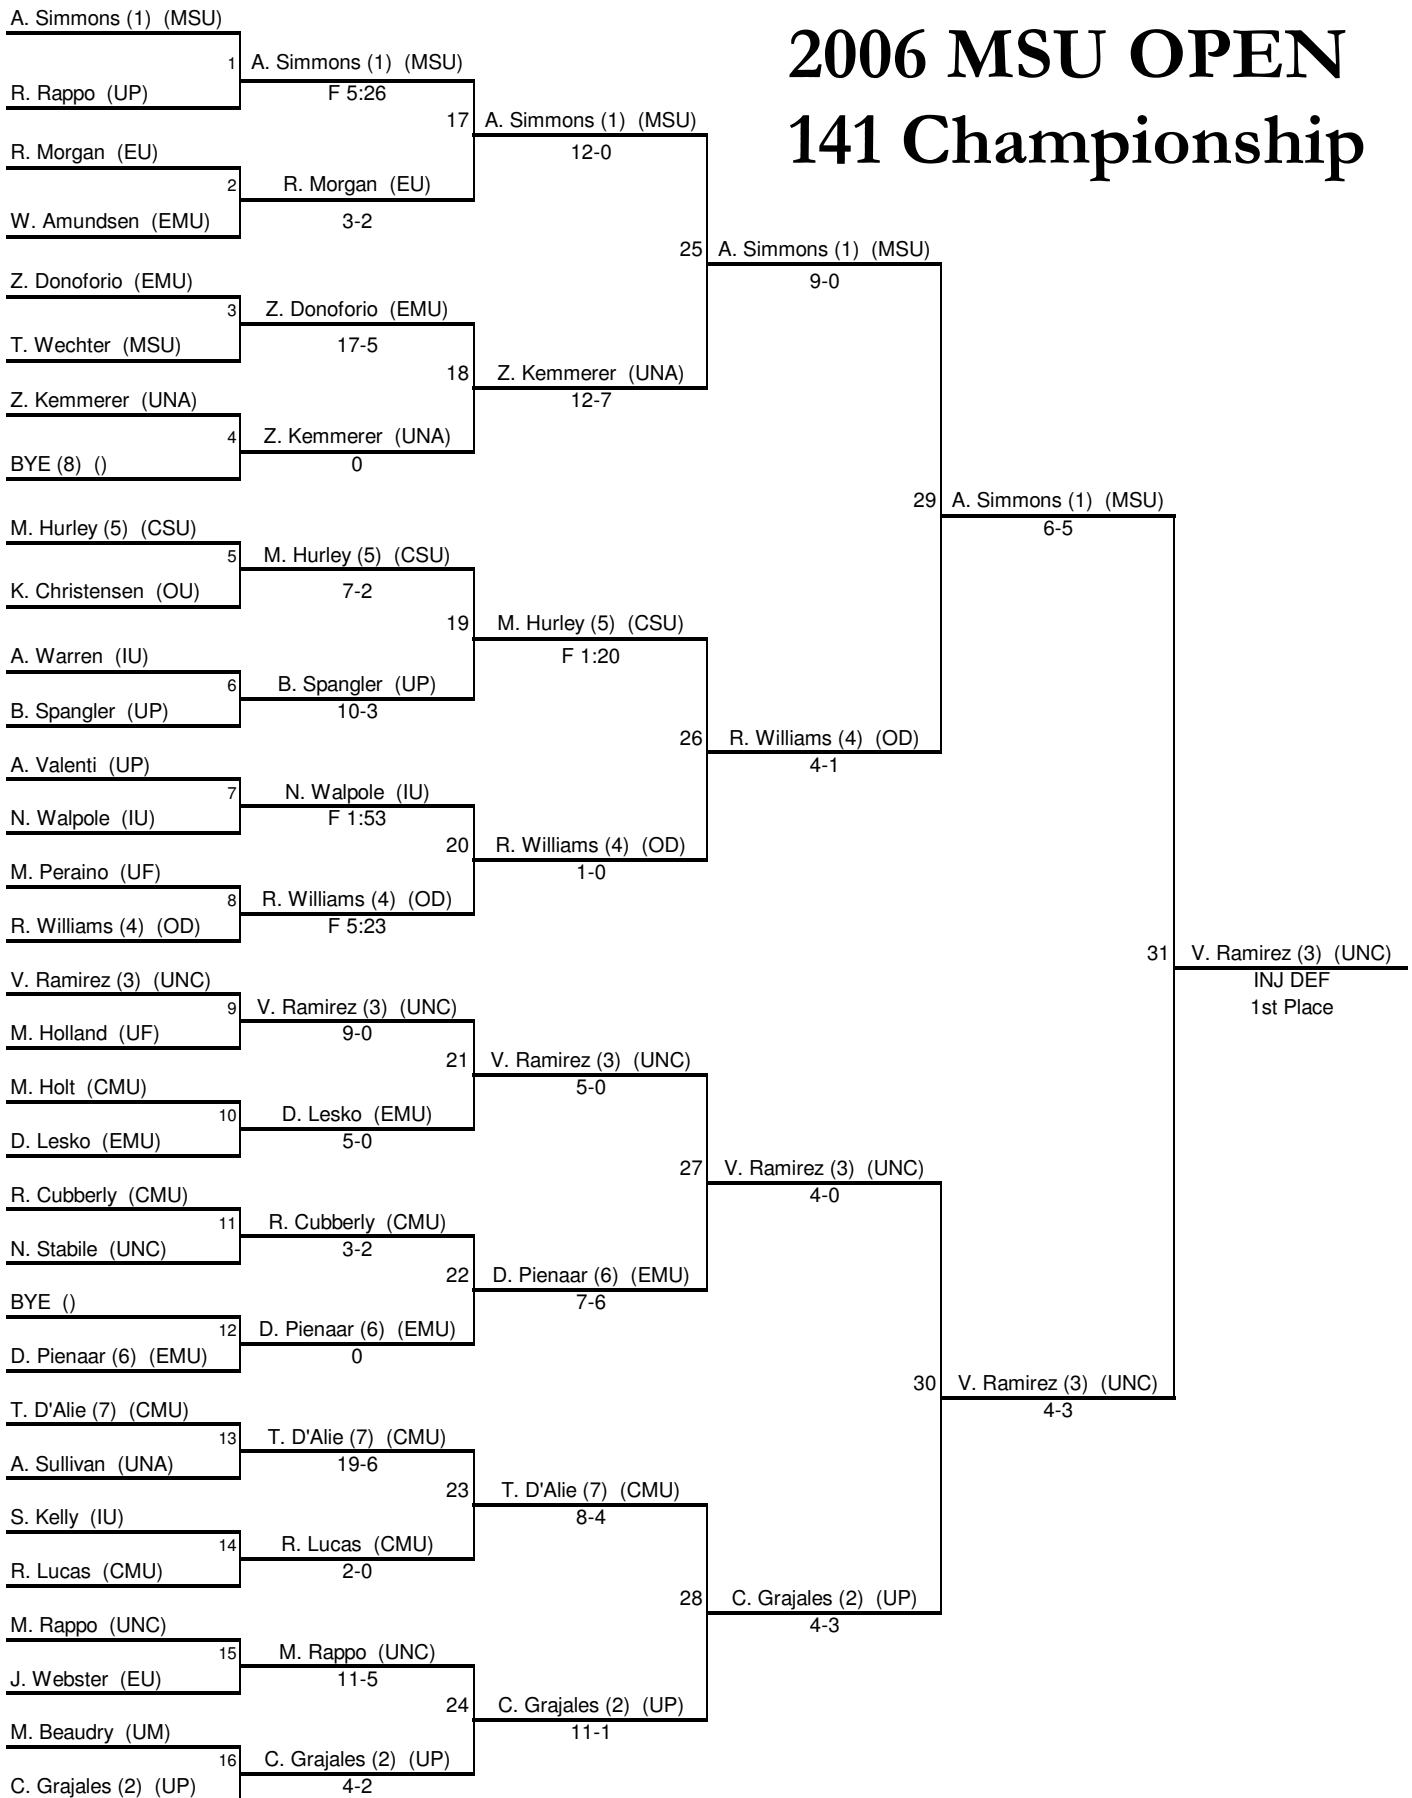 2006 MSU OPEN
141 Championship
A. Simmons (1) (MSU)
1
R. Rappo (UP)
R. Morgan (EU)
2
W. Amundsen (EMU)
Z. Donoforio (EMU)
3
T. Wechter (MSU)
Z. Kemmerer (UNA)
4
BYE (8) ()
M. Hurley (5) (CSU)
5
K. Christensen (OU)
A. Warren (IU)
6
B. Spangler (UP)
A. Valenti (UP)
7
N. Walpole (IU)
M. Peraino (UF)
8
R. Williams (4) (OD)
V. Ramirez (3) (UNC)
9
M. Holland (UF)
M. Holt (CMU)
10
D. Lesko (EMU)
R. Cubberly (CMU)
11
N. Stabile (UNC)
BYE ()
12
D. Pienaar (6) (EMU)
T. D'Alie (7) (CMU)
13
A. Sullivan (UNA)
S. Kelly (IU)
14
R. Lucas (CMU)
M. Rappo (UNC)
15
J. Webster (EU)
M. Beaudry (UM)
16
C. Grajales (2) (UP)
A. Simmons (1) (MSU)
F 5:26
17
R. Morgan (EU)
3-2
Z. Donoforio (EMU)
17-5
18
Z. Kemmerer (UNA)
0
M. Hurley (5) (CSU)
7-2
19
B. Spangler (UP)
10-3
N. Walpole (IU)
F 1:53
20
R. Williams (4) (OD)
F 5:23
V. Ramirez (3) (UNC)
9-0
21
D. Lesko (EMU)
5-0
R. Cubberly (CMU)
3-2
22
D. Pienaar (6) (EMU)
0
T. D'Alie (7) (CMU)
19-6
23
R. Lucas (CMU)
2-0
M. Rappo (UNC)
11-5
24
C. Grajales (2) (UP)
4-2
A. Simmons (1) (MSU)
12-0
25
Z. Kemmerer (UNA)
12-7
M. Hurley (5) (CSU)
F 1:20
26
R. Williams (4) (OD)
1-0
V. Ramirez (3) (UNC)
5-0
27
D. Pienaar (6) (EMU)
7-6
T. D'Alie (7) (CMU)
8-4
28
C. Grajales (2) (UP)
11-1
A. Simmons (1) (MSU)
9-0
29
R. Williams (4) (OD)
4-1
V. Ramirez (3) (UNC)
4-0
30
C. Grajales (2) (UP)
4-3
A. Simmons (1) (MSU)
6-5
31
V. Ramirez (3) (UNC)
4-3
V. Ramirez (3) (UNC)
INJ DEF
1st Place